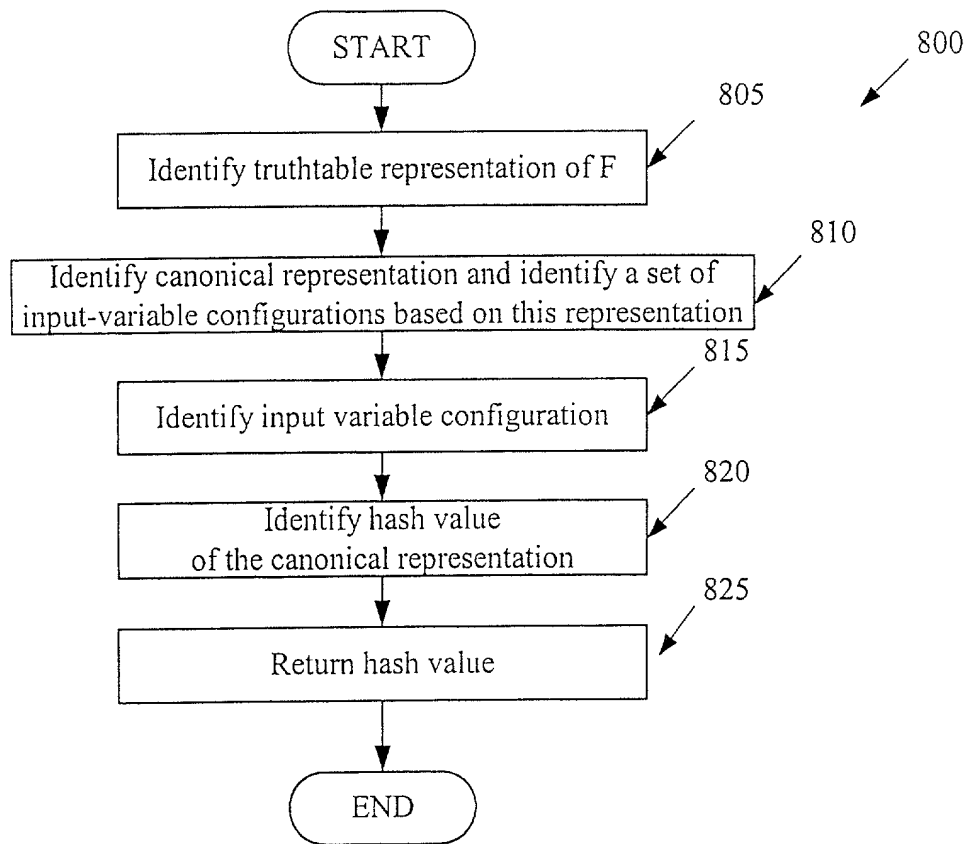 START
800
805
Identify truthtable representation of F
810
Identify canonical representation and identify a set of
input-variable configurations based on this representation
815
Identify input variable configuration
820
Identify hash value
of the canonical representation
825
Return hash value
END